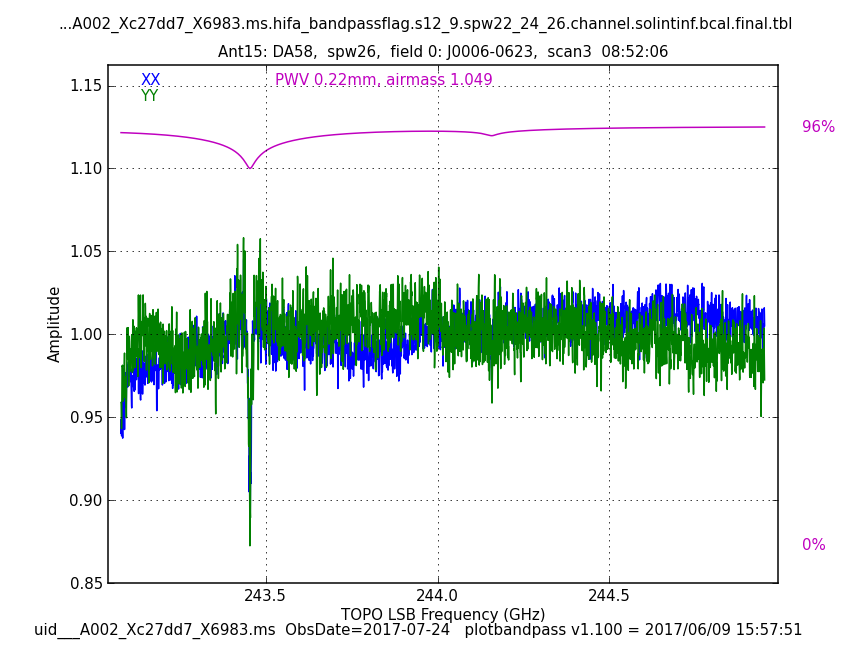 ...A002_Xc27dd7_X6983.ms.hifa_bandpassflag.s12_9.spw22_24_26.channel.solintinf.bcal.final.tbl
Ant15: DA58,  spw26,  field 0: J0006-0623,  scan3  08:52:06
XX
YY
PWV 0.22mm, airmass 1.049
1.15
1.10
1.05
1.00
0.95
0.90
0.85
Amplitude
96%
0%
243.5
244.0
244.5
TOPO LSB Frequency (GHz)
uid___A002_Xc27dd7_X6983.ms  ObsDate=2017-07-24   plotbandpass v1.100 = 2017/06/09 15:57:51